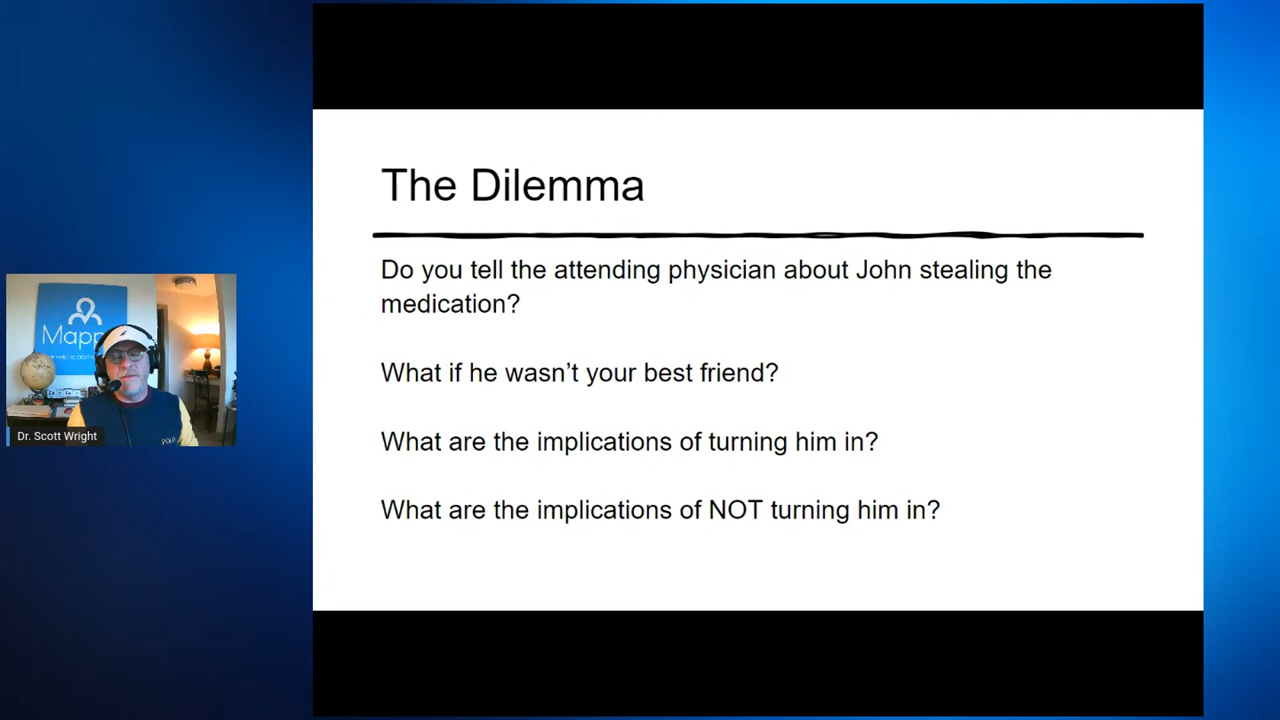 The Dilemma
Do you tell the attending physician about John stealing the
medication?
What if he wasn't your best friend?
What are the implications of turning him in?
What are the implications of NOT turning him in?
Mapp
Dr. Scott Wright
POLO